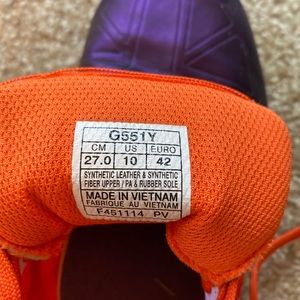 G551Y
CM US EURO
27.0 10 42
SYNTHETIC LEATHER & SYNTHETIC
FIBER UPPER / PA & RUBBER SOLE
MADE IN VIETNAM
FABRIQUE AU VIETNAM
F451114 PV